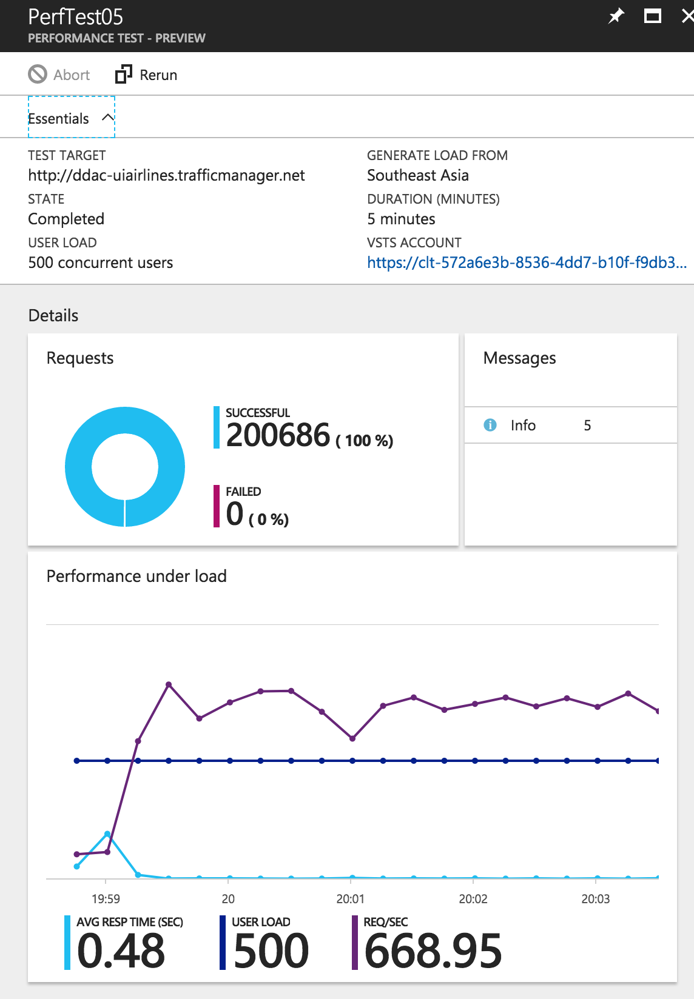 PerfTest05
PERFORMANCE TEST - PREVIEW
Abort Rerun
Essentials
TEST TARGET
http://ddac-uiairlines.trafficmanager.net
STATE
Completed
USER LOAD
500 concurrent users
GENERATE LOAD FROM
Southeast Asia
DURATION (MINUTES)
5 minutes
VSTS ACCOUNT
https://clt-572a6e3b-8536-4dd7-b10f-f9db3...
Details
Requests
SUCCESSFUL
200686 ( 100 %)
FAILED
0 ( 0 %)
Messages
Info 5
Performance under load
19:59 20 20:01 20:02 20:03
AVG RESP TIME (SEC)
0.48
USER LOAD
500
REQ/SEC
668.95